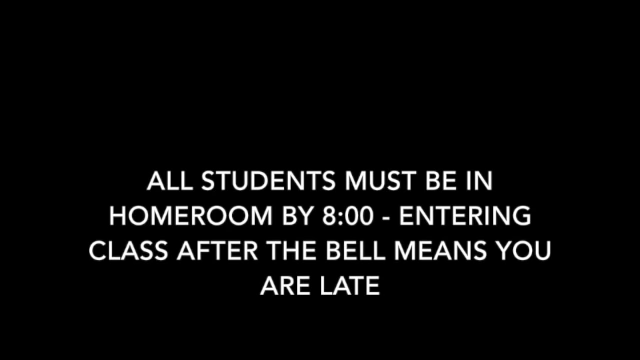 ALL STUDENTS MUST BE IN
HOMEROOM BY 8:00 - ENTERING
CLASS AFTER THE BELL MEANS YOU
ARE LATE